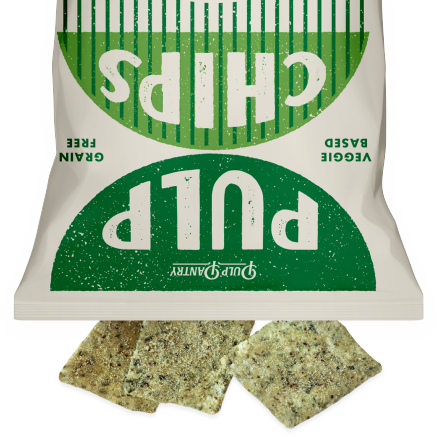 PULP PANTRY
PULP
VEGGIE
BASED
GRAIN
FREE
CHIPS